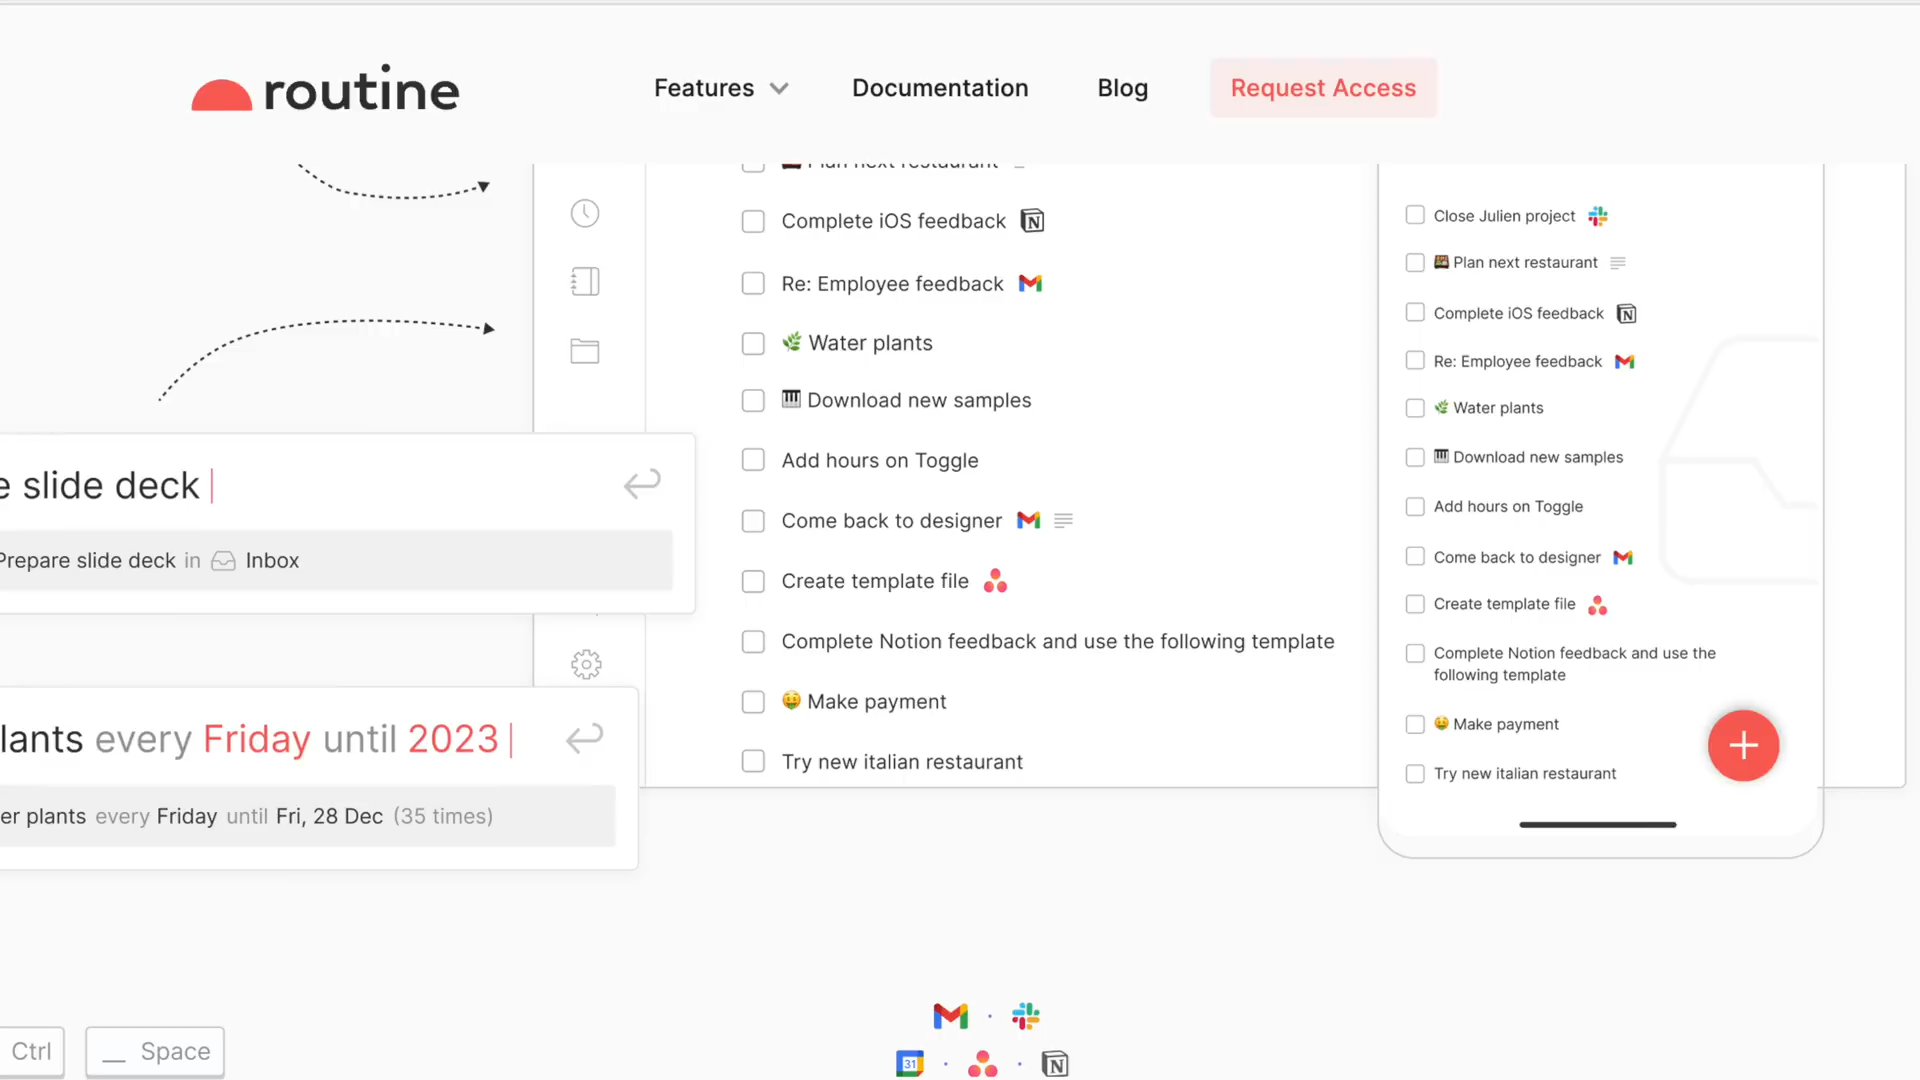 routine
Features
Documentation
Blog
Request Access
Plan next restaurant
Complete iOS feedback
Re: Employee feedback
Water plants
Download new samples
Add hours on Toggle
Come back to designer
Create template file
Complete Notion feedback and use the following template
Make payment
Try new italian restaurant
Close Julien project
Plan next restaurant
Complete iOS feedback
Re: Employee feedback
Water plants
Download new samples
Add hours on Toggle
Come back to designer
Create template file
Complete Notion feedback and use the
following template
Make payment
Try new italian restaurant
e slide deck
Prepare slide deck in Inbox
lants every Friday until 2023
er plants every Friday until Fri, 28 Dec (35 times)
Ctrl
Space
31